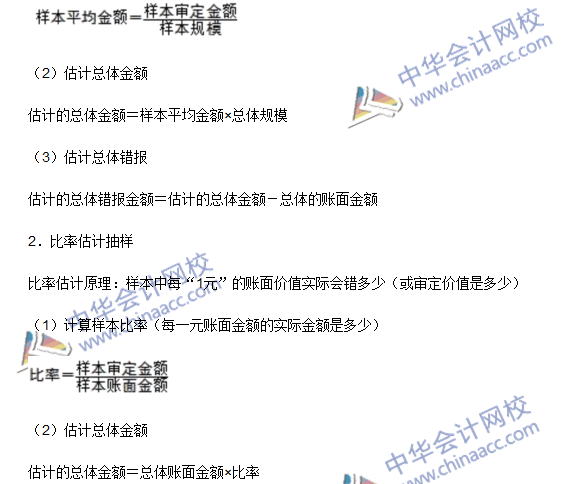 样本平均金额＝样本审定金额/样本规模
中华会计网校
www.chinaacc.com
（2）估计总体金额
估计的总体金额＝样本平均金额×总体规模
（3）估计总体错报
估计的总体错报金额＝估计的总体金额－总体的账面金额
2．比率估计抽样
比率估计原理：样本中每“1元”的账面价值实际会错多少（或审定价值是多少）
中华会计网校
www.chinaacc.com
（1）计算样本比率（每一元账面金额的实际金额是多少）
比率＝样本审定金额/样本账面金额
（2）估计总体金额
中华会计网校
www.chinaacc.com
估计的总体金额＝总体账面金额×比率